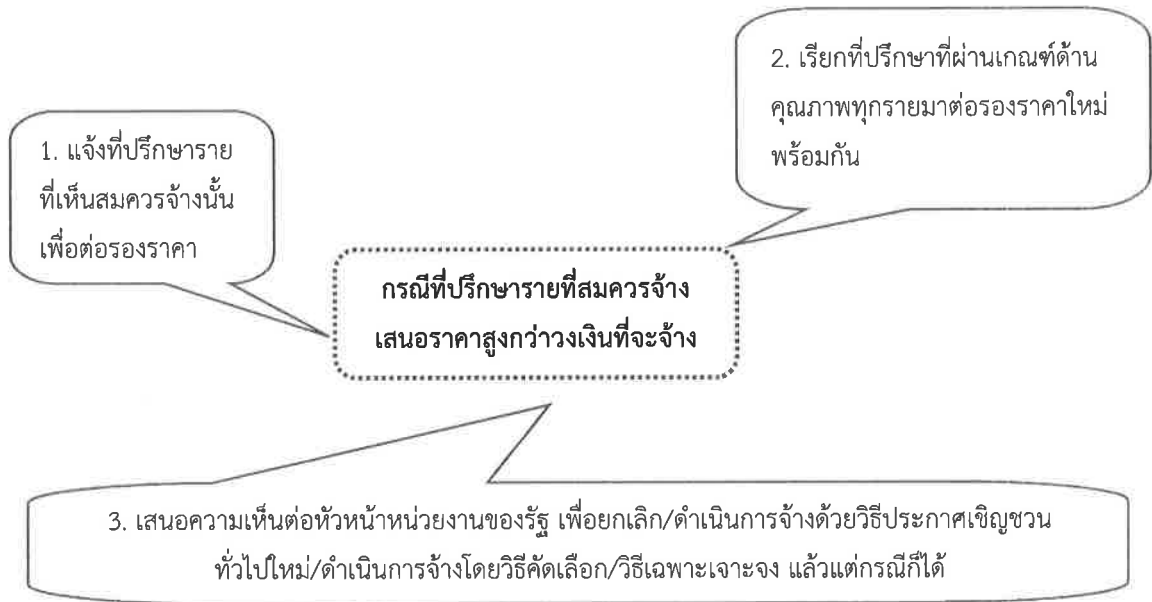 1. แจ้งที่ปรึกษาราย
ที่เห็นสมควรจ้างนั้น
เพื่อต่อรองราคา
2. เรียกที่ปรึกษาที่ผ่านเกณฑ์ด้าน
คุณภาพทุกรายมาต่อรองราคาใหม่
พร้อมกัน
กรณีที่ปรึกษารายที่สมควรจ้าง
เสนอราคาสูงกว่าวงเงินที่จะจ้าง
3. เสนอความเห็นต่อหัวหน้าหน่วยงานของรัฐ เพื่อยกเลิก/ดำเนินการจ้างด้วยวิธีประกาศเชิญชวน
ทั่วไปใหม่/ดำเนินการจ้างโดยวิธีคัดเลือก/วิธีเฉพาะเจาะจง แล้วแต่กรณีก็ได้